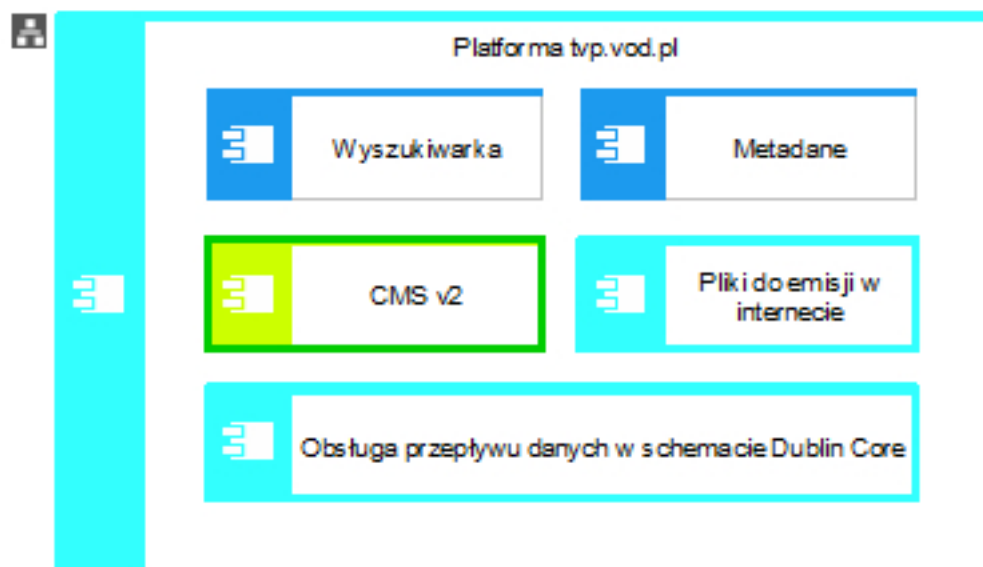 Platforma tvp.vod.pl
Wyszukiwarka
Metadane
CMS v2
Pliki do emisji w
internecie
Obsługa przepływu danych w schemacie Dublin Core